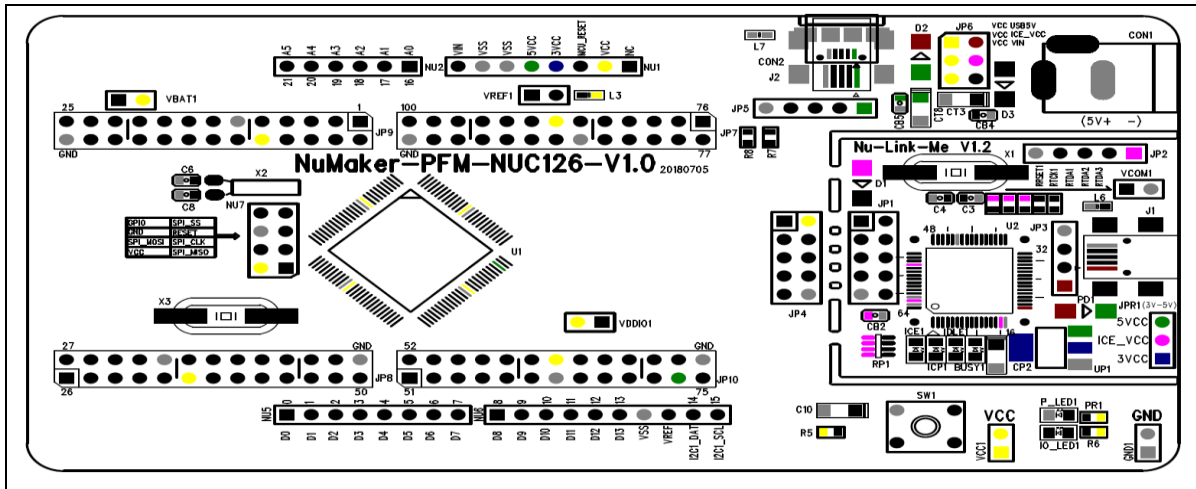 A5 A4 A3 A2 A1 A0
21 20 19 18 17 16
NU2
VIN VSS VSS 5VCC 3VCC MCU_RESET VCC NC
NU1
L7
CON2
J2
D2
JP6
VCC USB5V
VCC ICE_VCC
VCC VIN
CON1
(5V+ -)
VBAT1
VREF1
L3
JP5
CB5
CT8
CT3
CB4
D3
25
1
JP9
GND
100
76
JP7
77
GND
R8
R7
NuMaker-PFM-NUC126-V1.0 20180705
Nu-Link-Me V1.2
X1
JP2
C6
C8
X2
NU7
GPIO SPI_SS
GND RESET
SPI_MOSI SPI_CLK
VCC SPI_MISO
U1
D1
JP1
C4
C3
RRSET1
RTCK1
RTDA1
RTDA2
RTDA3
VCOM1
L6
J1
U2
48
JP3
32
64
16
JP4
CB2
PD1
JPR1(3V-5V)
5VCC
ICE_VCC
3VCC
X3
VDDIO1
ICE1
IDLE1
RP1
ICP1
BUSY1
CP2
UP1
27
GND
JP8
26
50
52
GND
JP10
51
75
NU5
0 1 2 3 4 5 6 7
D0 D1 D2 D3 D4 D5 D6 D7
NU6
8 9 10 11 12 13 14 15
D8 D9 D10 D11 D12 D13 VSS VREF I2C1_DAT I2C1_SCL
C10
R5
SW1
VCC
VCC1
P_LED1
PR1
IO_LED1
R6
GND
GND1